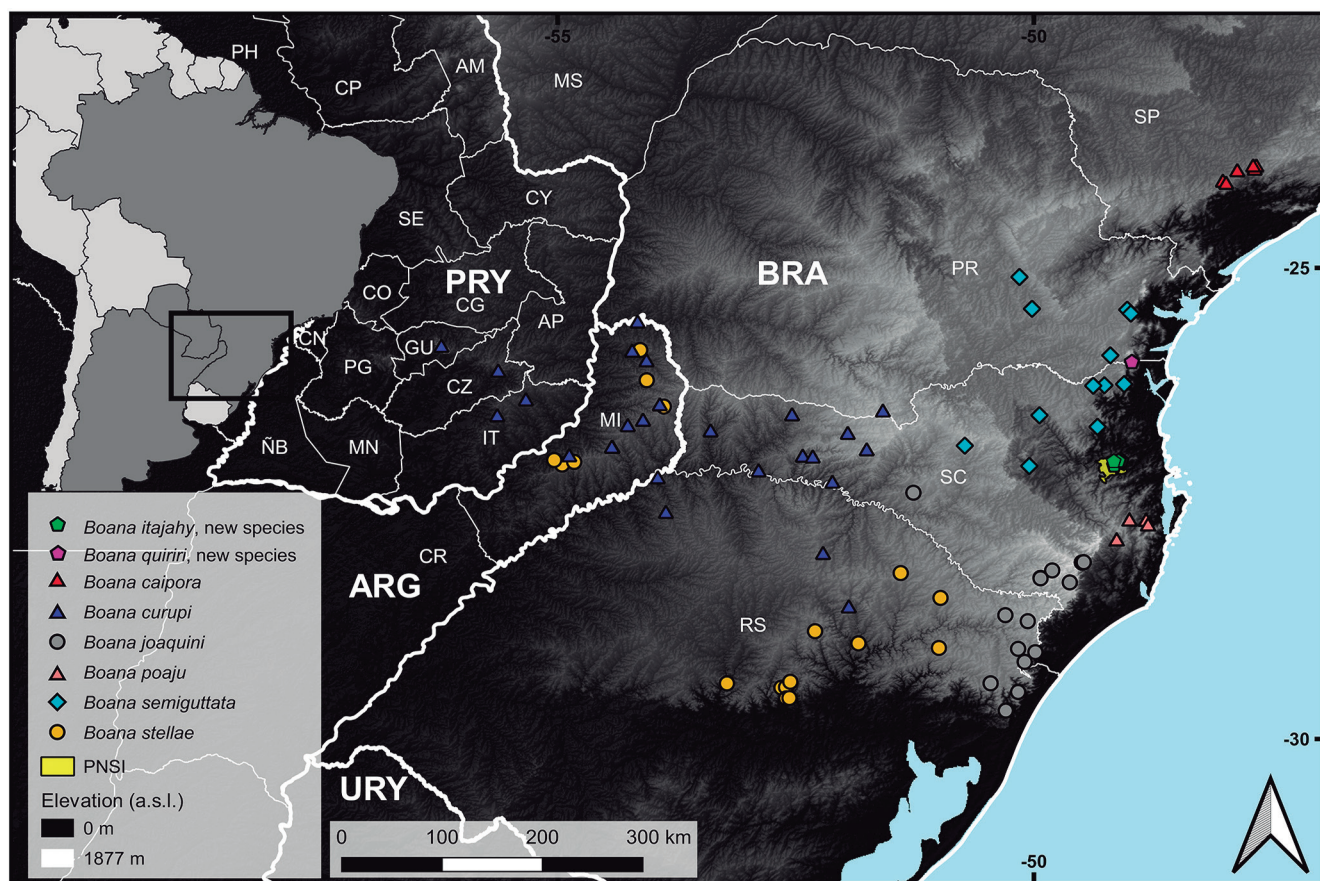 -55
-50
PH
CP
AM
MS
SP
SE
CY
PRY
BRA
PR
-25
CO
CG
AP
CN
GU
PG
CZ
MI
IT
ÑB
MN
SC
CR
ARG
RS
URY
-30
-50
Boana itajahy, new species
Boana quiriri, new species
Boana caipora
Boana curupi
Boana joaquini
Boana poaju
Boana semiguttata
Boana stellae
PNSI
Elevation (a.s.l.)
0 m
1877 m
0 100 200 300 km